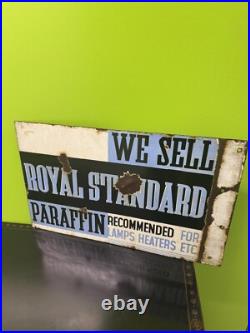 WE SELL
ROYAL STANDARD
PARAFFIN RECOMMENDED FOR
LAMPS HEATERS ETC